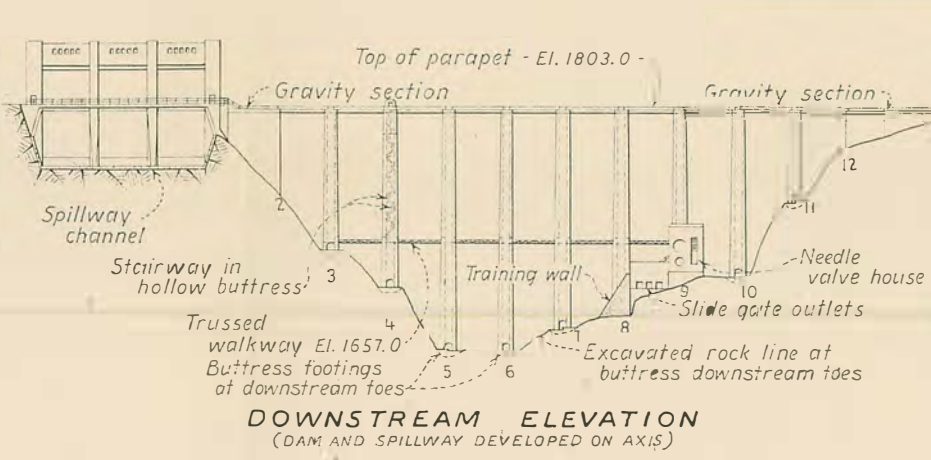 Top of parapet - El. 1803.0 -
Gravity section
Gravity section
12
2
11
Spillway
channel
Stairway in
hollow buttress
3
Training wall
Needle
valve house
9
10
Slide gate outlets
Trussed
walkway El. 1657.0
4
8
7
Buttress footings
at downstream toes
5
6
Excavated rock line at
buttress downstream toes
DOWNSTREAM ELEVATION
(DAM AND SPILLWAY DEVELOPED ON AXIS)